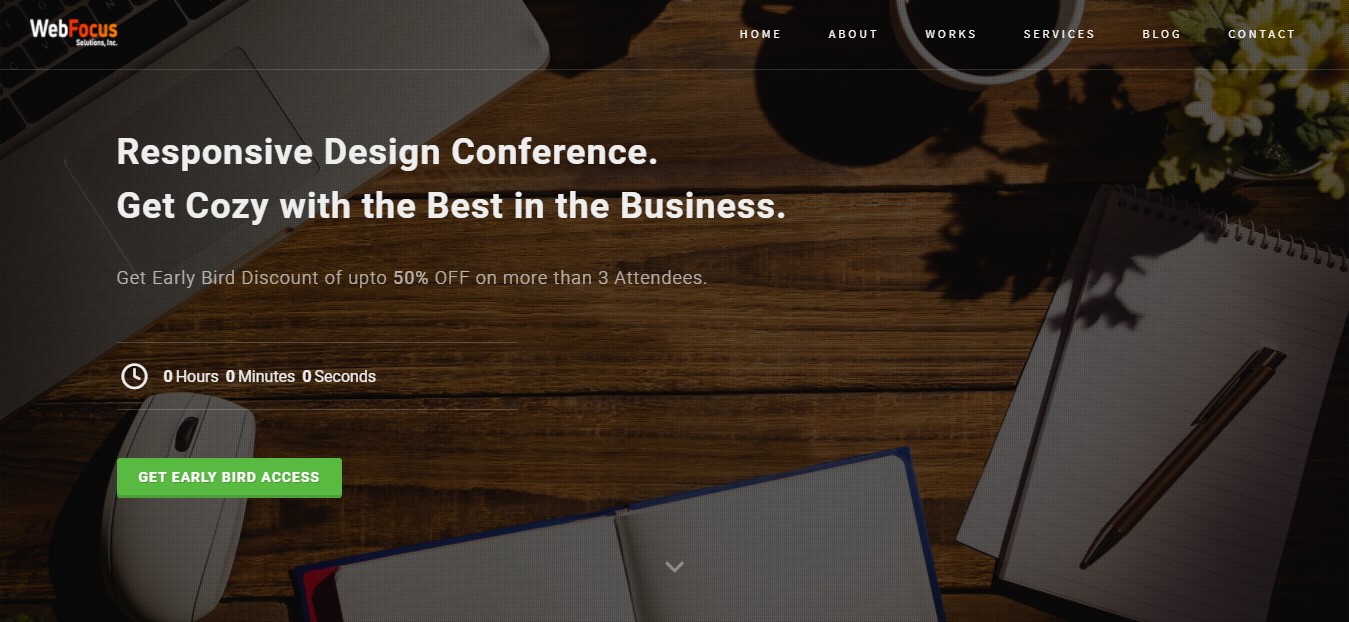 WebFocus
Solutions, Inc.
HOME ABOUT WORKS SERVICES BLOG CONTACT
Responsive Design Conference.
Get Cozy with the Best in the Business.
Get Early Bird Discount of upto 50% OFF on more than 3 Attendees.
0 Hours 0 Minutes 0 Seconds
GET EARLY BIRD ACCESS